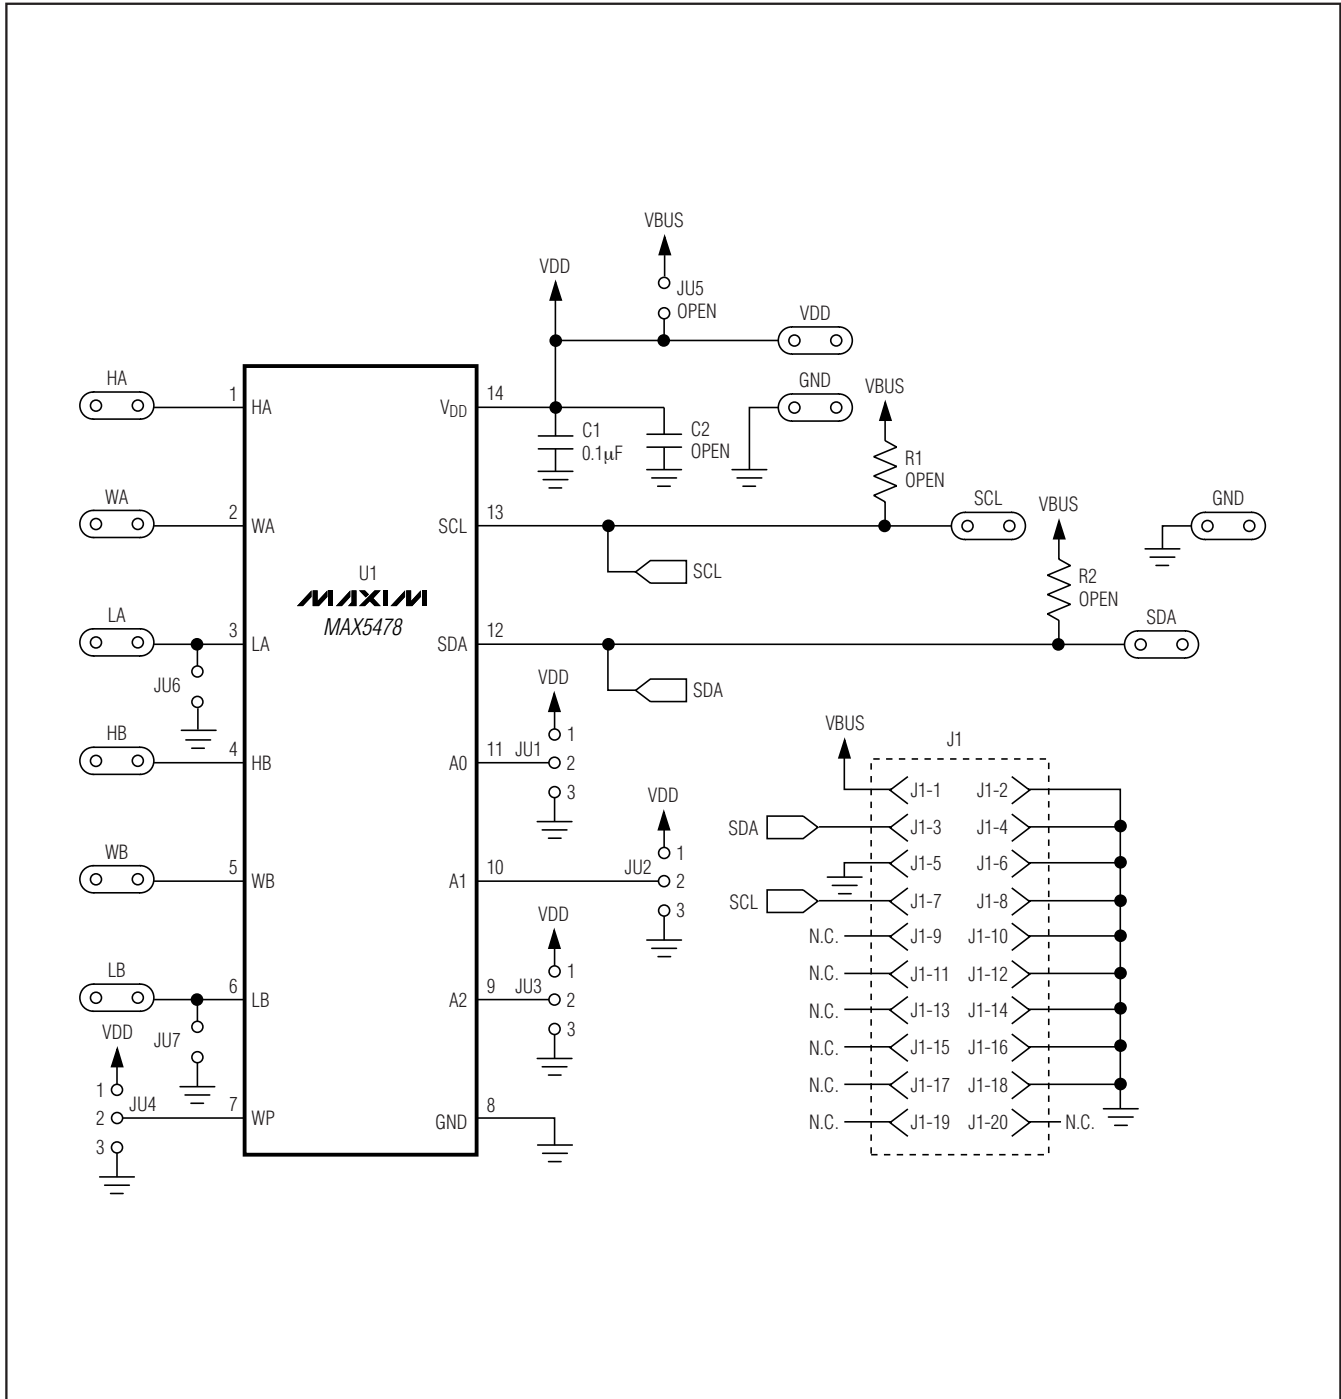 VBUS
VDD
JU5
OPEN
VDD
HA
1
HA
VDD
14
C1
0.1µF
C2
OPEN
GND
VBUS
R1
OPEN
WA
2
WA
SCL
13
SCL
SCL
VBUS
GND
R2
OPEN
U1
MAXIM
MAX5478
LA
3
LA
JU6
SDA
12
SDA
SDA
HB
4
HB
A0
11
JU1
VDD
1
2
3
WB
5
WB
A1
10
JU2
VDD
1
2
3
LB
6
LB
JU7
A2
9
JU3
VDD
1
2
3
VDD
1
2
3
JU4
7
WP
GND
8
VBUS
J1
J1-1 J1-2
SDA J1-3 J1-4
J1-5 J1-6
SCL J1-7 J1-8
N.C. J1-9 J1-10
N.C. J1-11 J1-12
N.C. J1-13 J1-14
N.C. J1-15 J1-16
N.C. J1-17 J1-18
N.C. J1-19 J1-20 N.C.